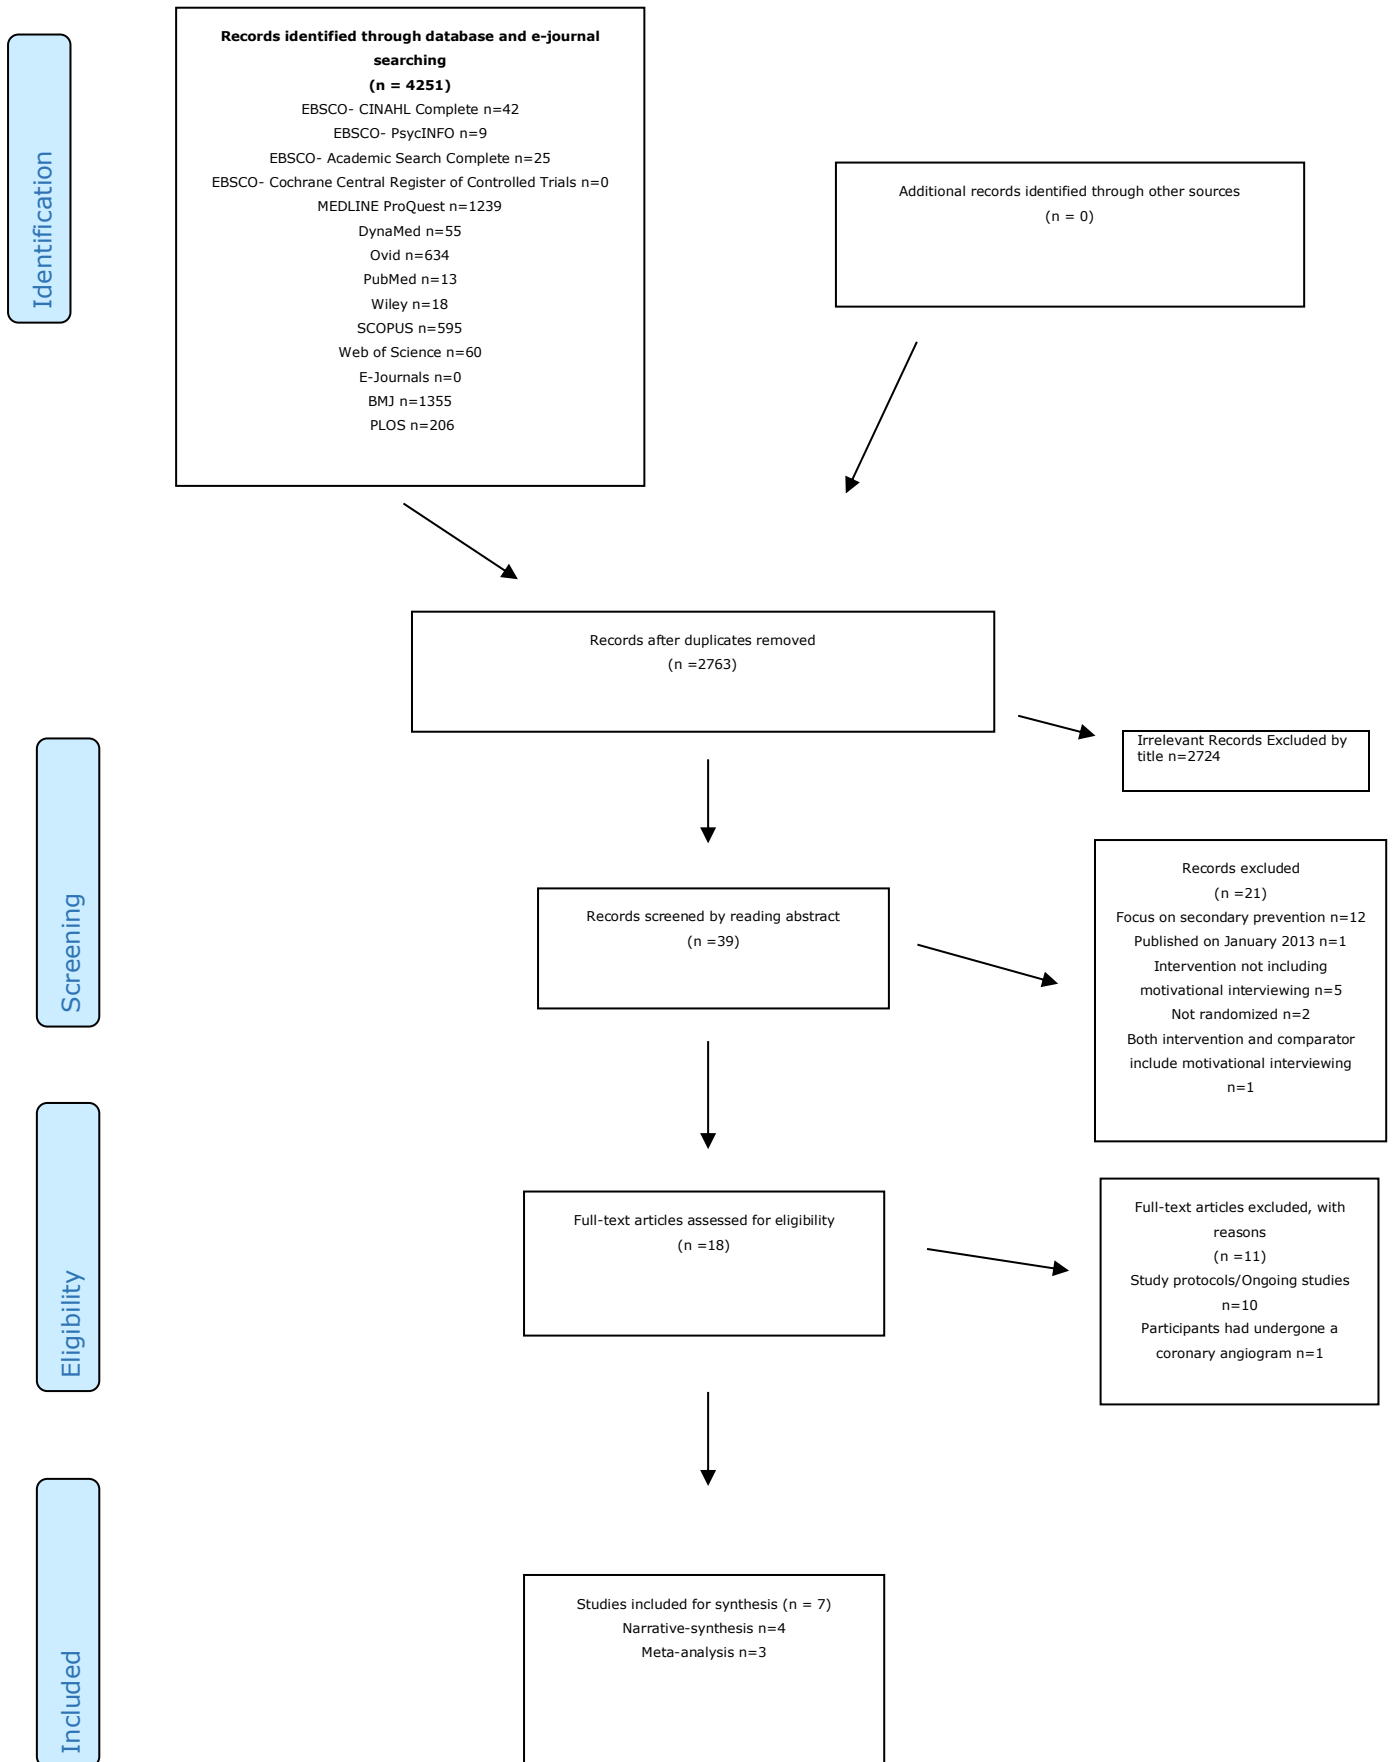 Identification
Records identified through database and e-journal
searching
(n = 4251)
EBSCO- CINAHL Complete n=42
EBSCO- PsycINFO n=9
EBSCO- Academic Search Complete n=25
EBSCO- Cochrane Central Register of Controlled Trials n=0
MEDLINE ProQuest n=1239
DynaMed n=55
Ovid n=634
PubMed n=13
Wiley n=18
SCOPUS n=595
Web of Science n=60
E-Journals n=0
BMJ n=1355
PLOS n=206
Additional records identified through other sources
(n = 0)
Records after duplicates removed
(n =2763)
Irrelevant Records Excluded by
title n=2724
Screening
Records screened by reading abstract
(n =39)
Records excluded
(n =21)
Focus on secondary prevention n=12
Published on January 2013 n=1
Intervention not including
motivational interviewing n=5
Not randomized n=2
Both intervention and comparator
include motivational interviewing
n=1
Eligibility
Full-text articles assessed for eligibility
(n =18)
Full-text articles excluded, with
reasons
(n =11)
Study protocols/Ongoing studies
n=10
Participants had undergone a
coronary angiogram n=1
Included
Studies included for synthesis (n = 7)
Narrative-synthesis n=4
Meta-analysis n=3